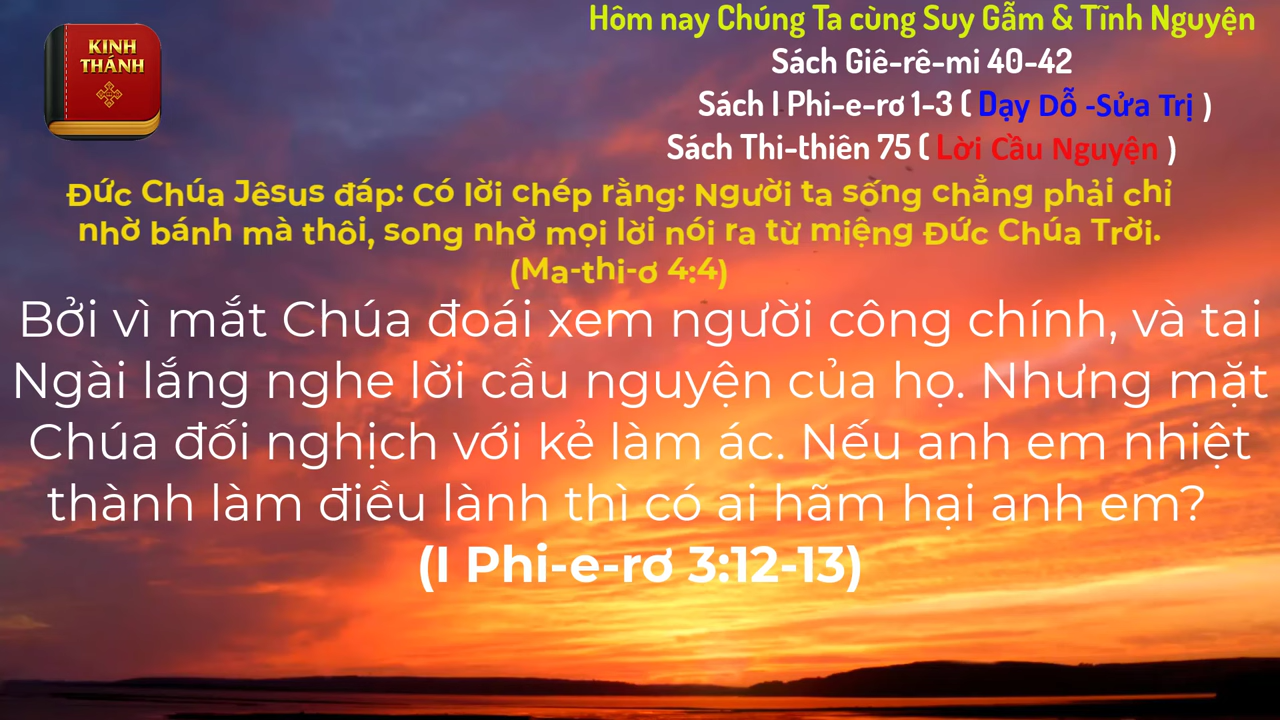 KINH
THÁNH
Hôm nay Chúng Ta cùng Suy Gẫm & Tĩnh Nguyện
Sách Giê-rê-mi 40-42
Sách I Phi-e-rơ 1-3 ( Dạy Dỗ -Sửa Trị )
Sách Thi-thiên 75 ( Lời Cầu Nguyện )
Đức Chúa Jêsus đáp: Có lời chép rằng: Người ta sống chẳng phải chỉ
nhờ bánh mà thôi, song nhờ mọi lời nói ra từ miệng Đức Chúa Trời.
(Ma-thi-ơ 4:4)
Bởi vì mắt Chúa đoái xem người công chính, và tai
Ngài lắng nghe lời cầu nguyện của họ. Nhưng mặt
Chúa đối nghịch với kẻ làm ác. Nếu anh em nhiệt
thành làm điều lành thì có ai hãm hại anh em?
(I Phi-e-rơ 3:12-13)